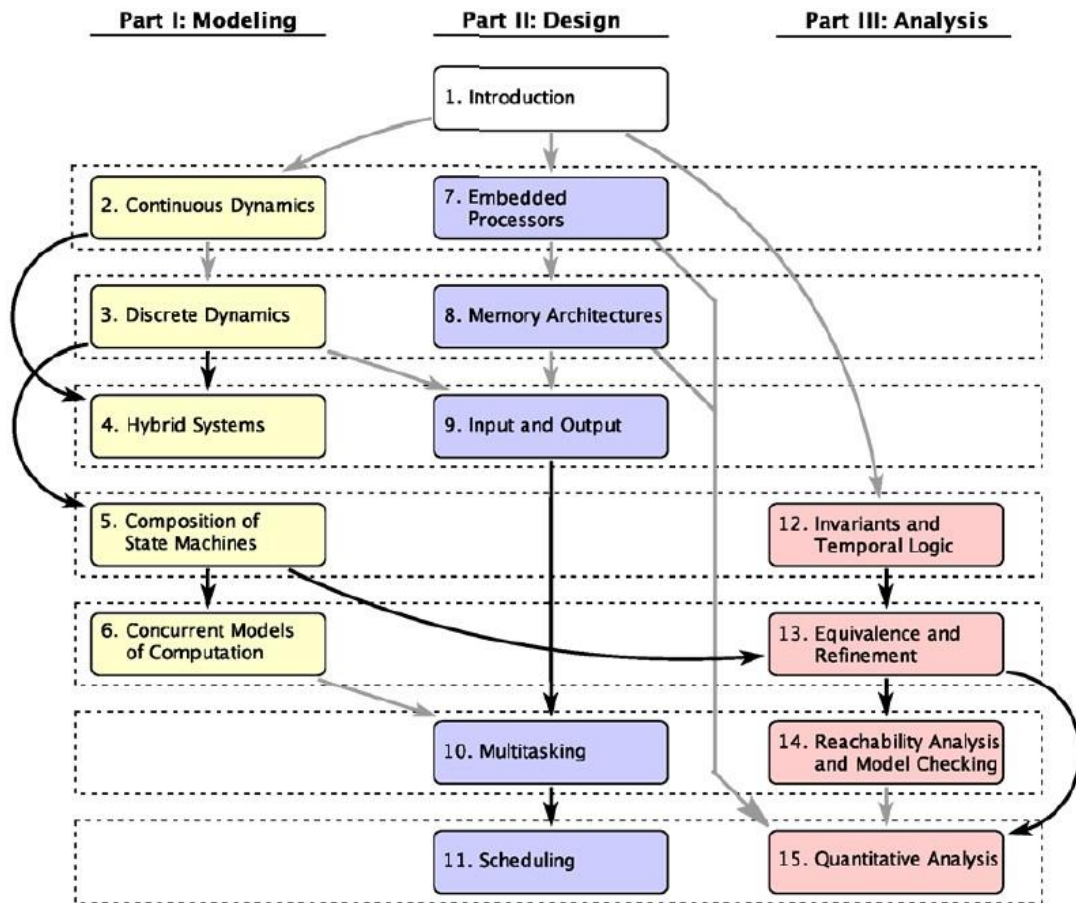 Part I: Modeling
Part II: Design
Part III: Analysis
1. Introduction
2. Continuous Dynamics
7. Embedded
Processors
3. Discrete Dynamics
8. Memory Architectures
4. Hybrid Systems
9. Input and Output
5. Composition of
State Machines
12. Invariants and
Temporal Logic
6. Concurrent Models
of Computation
13. Equivalence and
Refinement
10. Multitasking
14. Reachability Analysis
and Model Checking
11. Scheduling
15. Quantitative Analysis